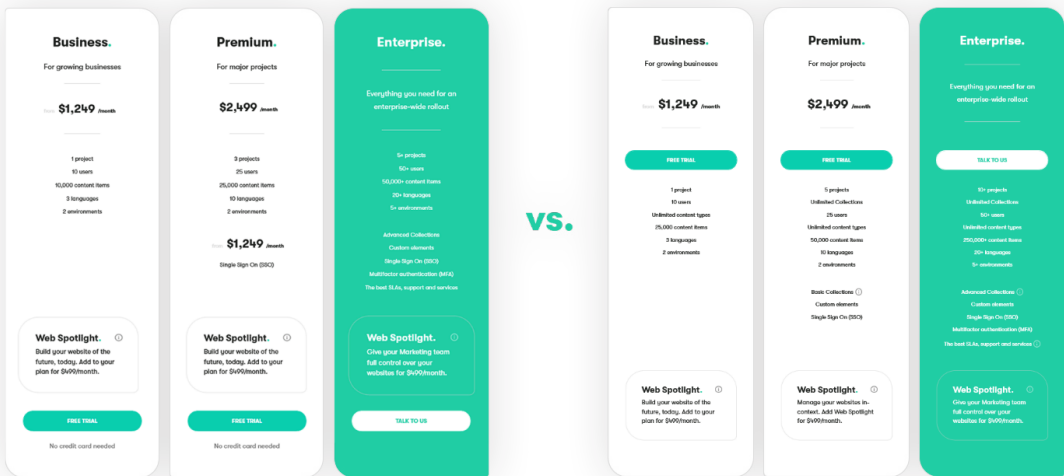 Business.
For growing businesses
$1,249 /month
1 project
10 users
10,000 content items
3 languages
2 environments
Web Spotlight.
Build your website of the
future, today. Add to your
plan for $499/month.
FREE TRIAL
No credit card needed
Premium.
For major projects
$2,499 /month
3 projects
25 users
25,000 content items
10 languages
2 environments
$1,249 /month
Single Sign On (SSO)
Web Spotlight.
Build your website of the
future, today. Add to your
plan for $499/month.
FREE TRIAL
No credit card needed
Enterprise.
Everything you need for an
enterprise-wide rollout
5+ projects
50+ users
50,000+ content items
20+ languages
5+ environments
Advanced Collections
Custom elements
Single Sign On (SSO)
Multifactor authentication (MFA)
The best SLAs, support and services
Web Spotlight.
Give your Marketing team
full control over your
websites for $499/month.
TALK TO US
vs.
Business.
For growing businesses
$1,249 /month
FREE TRIAL
1 project
10 users
Unlimited content types
25,000 content items
3 languages
2 environments
Web Spotlight.
Build your website of the
future, today. Add to your
plan for $499/month.
Premium.
For major projects
$2,499 /month
FREE TRIAL
5 projects
Unlimited Collections
25 users
Unlimited content types
50,000 content items
10 languages
2 environments
Basic Collections
Custom elements
Single Sign On (SSO)
Web Spotlight.
Manage your websites in-
context. Add Web Spotlight
for $499/month.
Enterprise.
Everything you need for an
enterprise-wide rollout
TALK TO US
10+ projects
Unlimited Collections
50+ users
Unlimited content types
250,000+ content items
20+ languages
5+ environments
Advanced Collections
Custom elements
Single Sign On (SSO)
Multifactor authentication (MFA)
The best SLAs, support and services
Web Spotlight.
Give your Marketing team
full control over your
websites for $499/month.